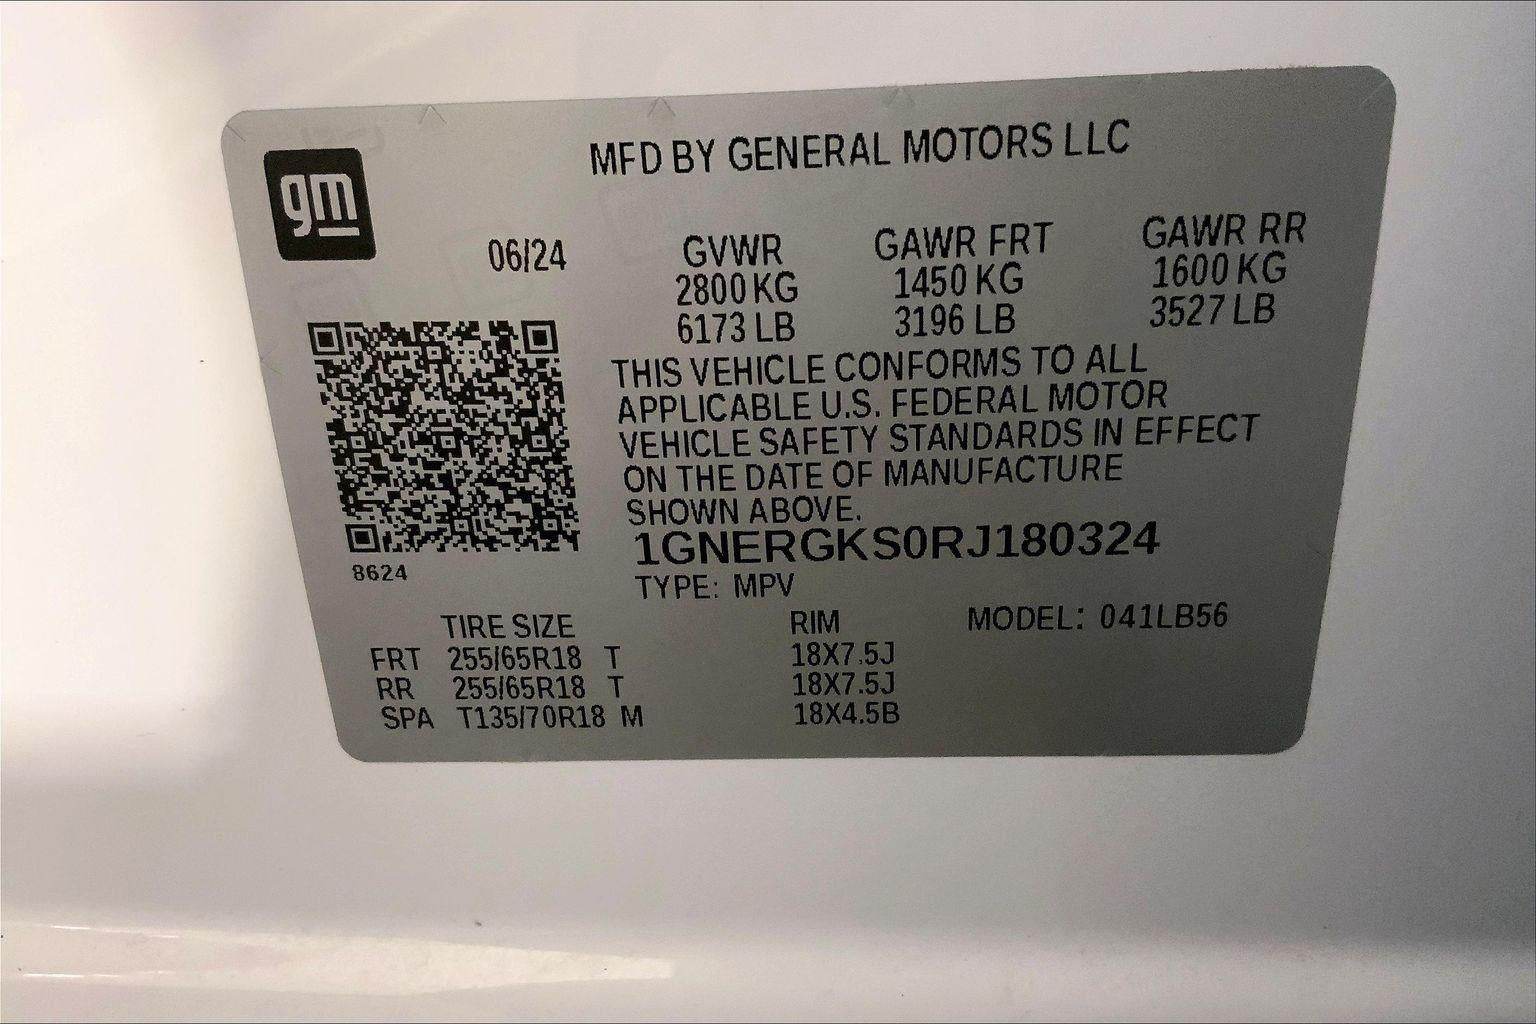 MFD BY GENERAL MOTORS LLC
gm
06/24 GVWR GAWR FRT GAWR RR
2800 KG 1450 KG 1600 KG
6173 LB 3196 LB 3527 LB
THIS VEHICLE CONFORMS TO ALL
APPLICABLE U.S. FEDERAL MOTOR
VEHICLE SAFETY STANDARDS IN EFFECT
ON THE DATE OF MANUFACTURE
SHOWN ABOVE.
1GNERGKS0RJ180324
8624
TYPE: MPV
TIRE SIZE RIM MODEL: 041LB56
FRT 255/65R18 T 18X7.5J
RR 255/65R18 T 18X7.5J
SPA T135/70R18 M 18X4.5B